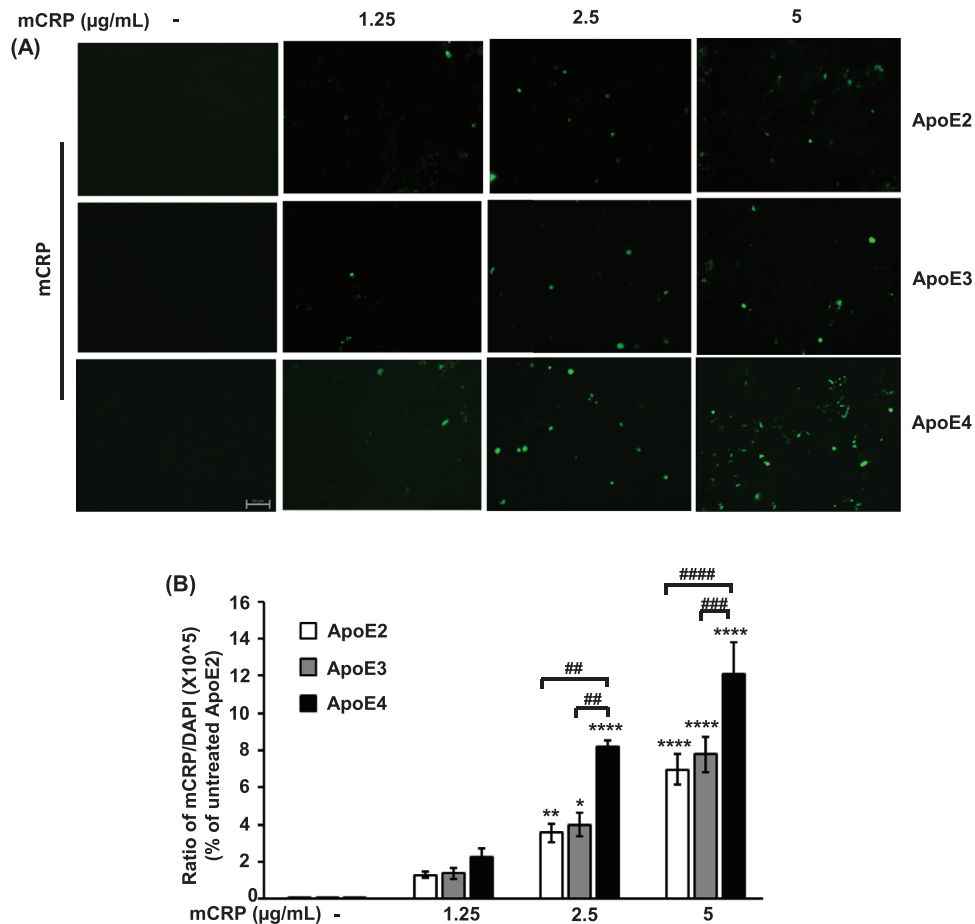 mCRP (µg/mL) - 1.25 2.5 5
(A)
ApoE2
mCRP
ApoE3
ApoE4
(B)
Ratio of mCRP/DAPI (X10^5)
(% of untreated ApoE2)
16
14
12
10
8
6
4
2
0
ApoE2
ApoE3
ApoE4
##
##
****
**
*
####
###
****
****
****
mCRP (µg/mL) - 1.25 2.5 5